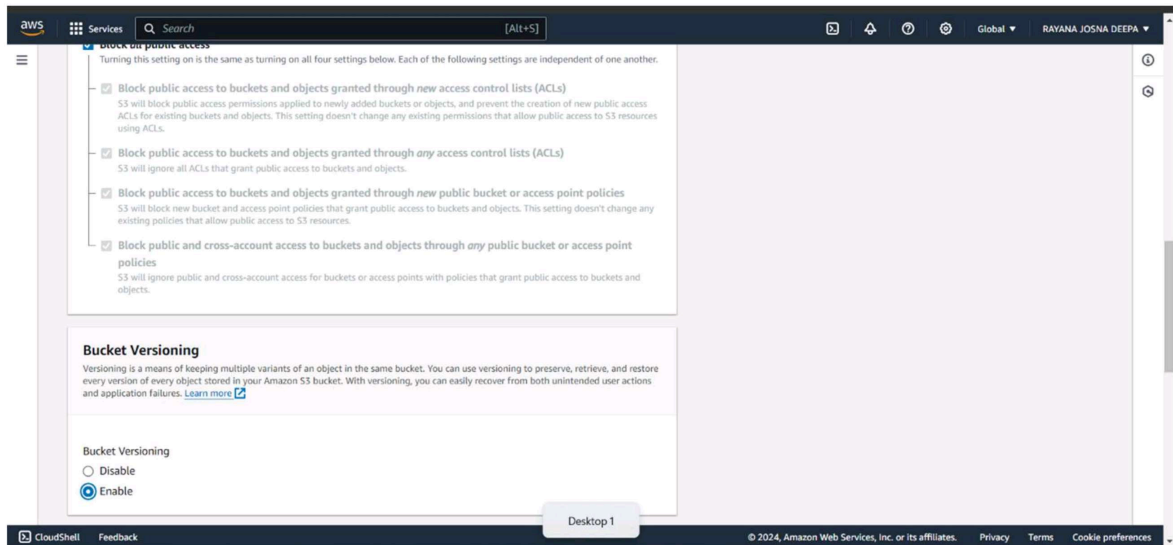 aws Services Search [Alt+S] Global ▼ RAYANA JOSNA DEEPA ▼
Block all public access
Turning this setting on is the same as turning on all four settings below. Each of the following settings are independent of one another.
Block public access to buckets and objects granted through new access control lists (ACLs)
S3 will block public access permissions applied to newly added buckets or objects, and prevent the creation of new public access
ACLs for existing buckets and objects. This setting doesn't change any existing permissions that allow public access to S3 resources
using ACLs.
Block public access to buckets and objects granted through any access control lists (ACLs)
S3 will ignore all ACLs that grant public access to buckets and objects.
Block public access to buckets and objects granted through new public bucket or access point policies
S3 will block new bucket and access point policies that grant public access to buckets and objects. This setting doesn't change any
existing policies that allow public access to S3 resources.
Block public and cross-account access to buckets and objects through any public bucket or access point
policies
S3 will ignore public and cross-account access for buckets or access points with policies that grant public access to buckets and
objects.
Bucket Versioning
Versioning is a means of keeping multiple variants of an object in the same bucket. You can use versioning to preserve, retrieve, and restore
every version of every object stored in your Amazon S3 bucket. With versioning, you can easily recover from both unintended user actions
and application failures. Learn more
Bucket Versioning
Disable
Enable
Desktop 1
CloudShell Feedback © 2024, Amazon Web Services, Inc. or its affiliates. Privacy Terms Cookie preferences